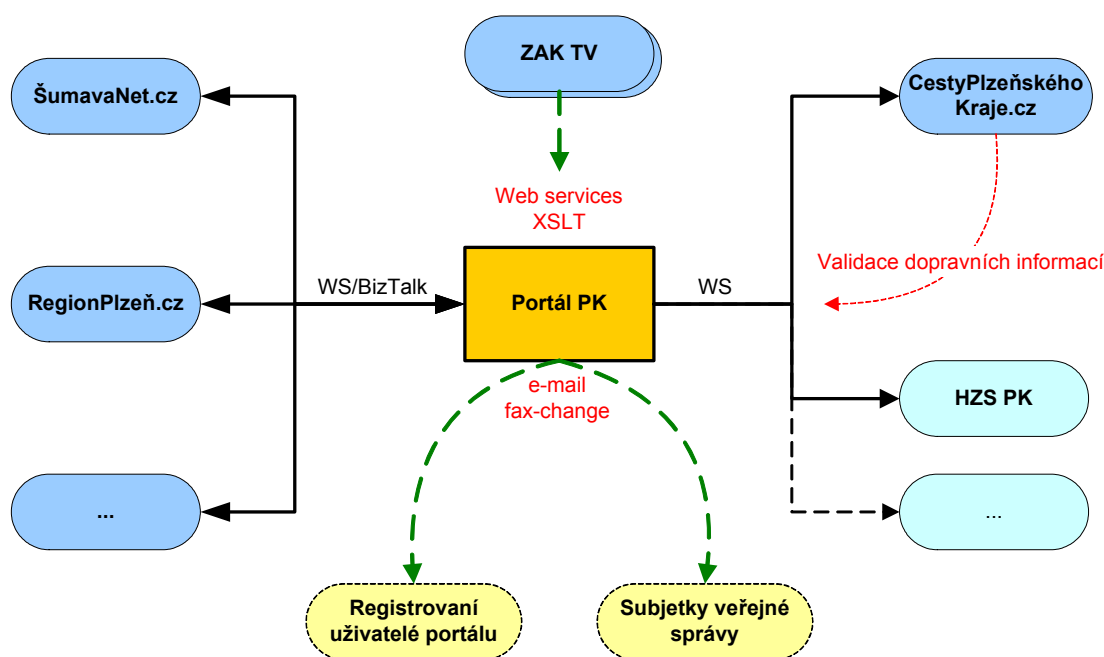 ZAK TV
ŠumavaNet.cz
CestyPlzeňského
Kraje.cz
Web services
XSLT
Validace dopravních informací
RegionPlzeň.cz
WS/BizTalk
Portál PK
WS
e-mail
fax-change
HZS PK
...
...
Registrovaní
uživatelé portálu
Subjetky veřejné
správy